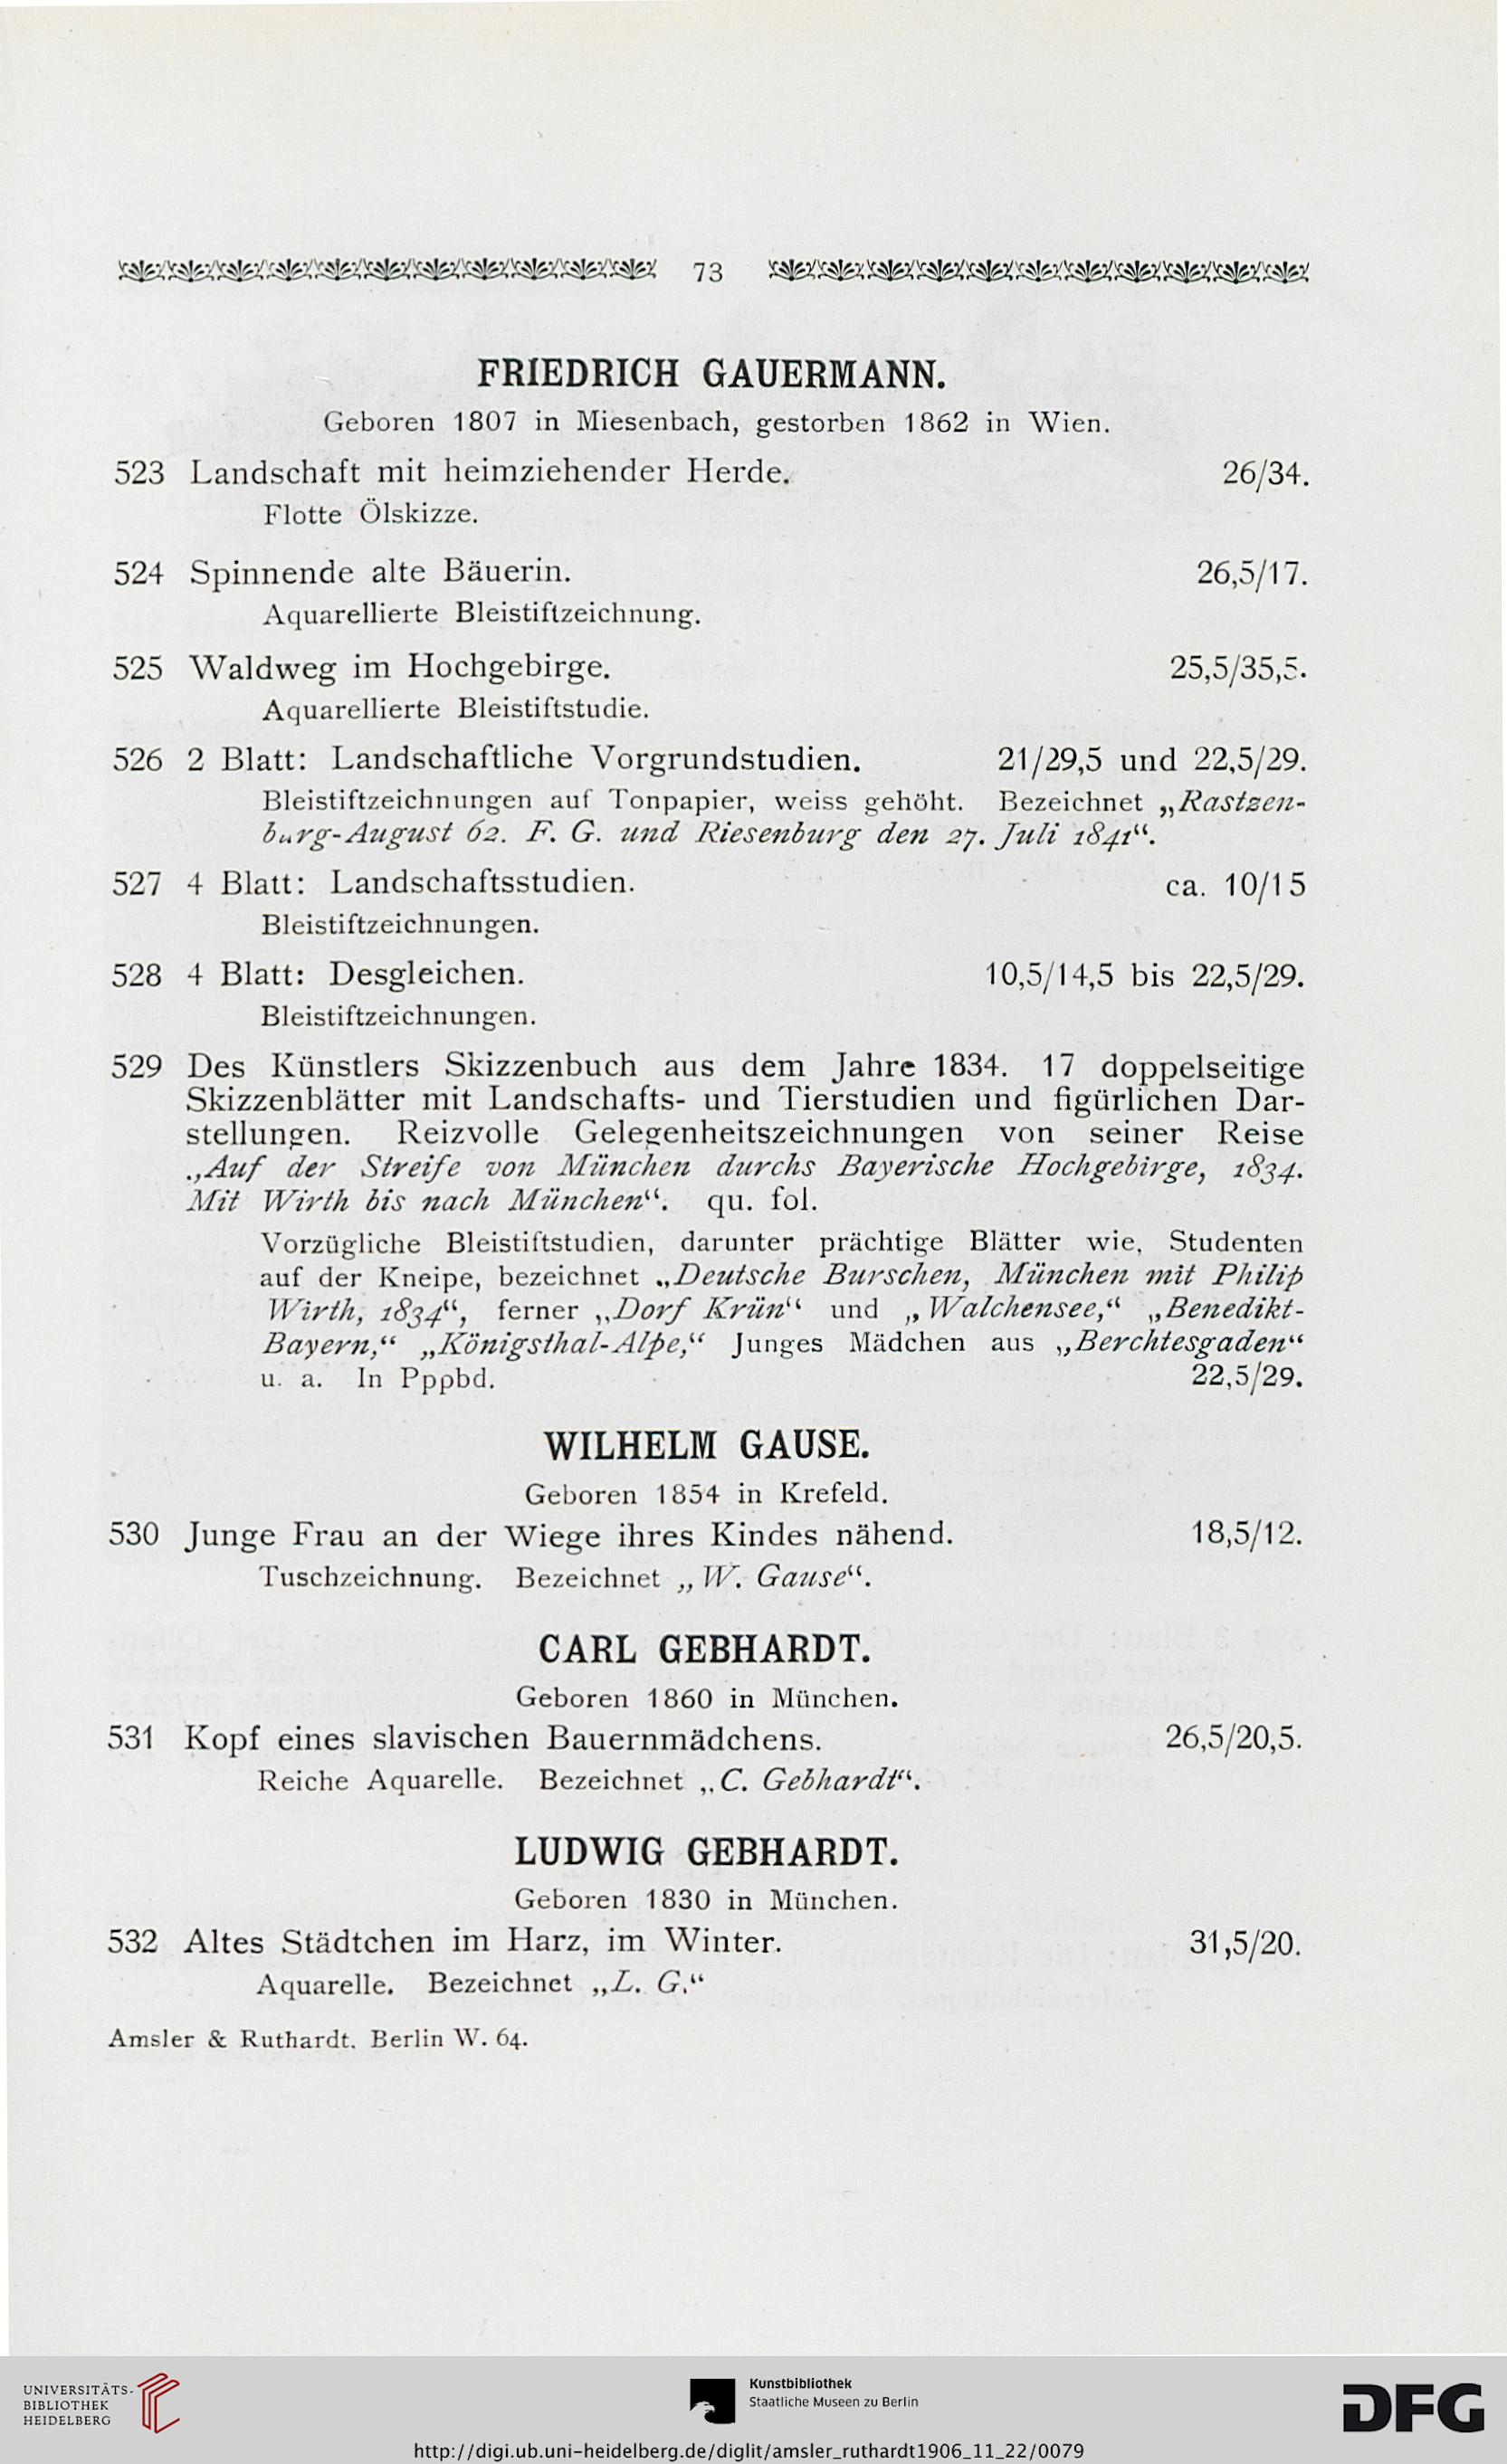 73
FRIEDRICH GAUERMANN.
Geboren 1807 in Miesenbach, gestorben 1862 in Wien.
523 Landschaft mit heimziehender Herde. 26/34.
Flotte Ölskizze.
524 Spinnende alte Bäuerin. 26,5/17.
Aquarellierte Bleistiftzeichnung.
525 Waldweg im Hochgebirge. 25,5/35,5.
Aquarellierte Bleistiftstudie.
526 2 Blatt: Landschaftliche Vorgrundstudien. 21/29,5 und 22,5/29.
Bleistiftzeichnungen auf Tonpapier, weiss gehöht. Bezeichnet „Rastzen-
burg-August 62. F. G. und Riesenburg den 27. Juli 1841“.
527 4 Blatt: Landschaftsstudien. ca. 10/15
Bleistiftzeichnungen.
528 4 Blatt: Desgleichen. 10,5/14,5 bis 22,5/29.
Bleistiftzeichnungen.
529 Des Künstlers Skizzenbuch aus dem Jahre 1834. 17 doppelseitige
Skizzenblätter mit Landschafts- und Tierstudien und figürlichen Dar-
stellungen. Reizvolle Gelegenheitszeichnungen von seiner Reise
„Auf der Streife von München durchs Bayerische Hochgebirge, 1834.
Mit Wirth bis nach München“. qu. fol.
Vorzügliche Bleistiftstudien, darunter prächtige Blätter wie, Studenten
auf der Kneipe, bezeichnet „Deutsche Burschen, München mit Philip
Wirth, 1834“, ferner „Dorf Krün“ und „Walchensee,“ „Benedikt-
Bayern,“ „Königsthal-Alpe,“ Junges Mädchen aus „Berchtesgaden“
u. a. In Pppbd. 22,5/29.
WILHELM GAUSE.
Geboren 1854 in Krefeld.
530 Junge Frau an der Wiege ihres Kindes nähend. 18,5/12.
Tuschzeichnung. Bezeichnet „W. Gause“.
CARL GEBHARDT.
Geboren 1860 in München.
531 Kopf eines slavischen Bauernmädchens. 26,5/20,5.
Reiche Aquarelle. Bezeichnet „C. Gebhardt“.
LUDWIG GEBHARDT.
Geboren 1830 in München.
532 Altes Städtchen im Harz, im Winter. 31,5/20.
Aquarelle. Bezeichnet „L. G.“
Amsler & Ruthardt. Berlin W. 64.
UNIVERSITÄTS-
BIBLIOTHEK
HEIDELBERG
Kunstbibliothek
Staatliche Museen zu Berlin
DFG
http://digi.ub.uni-heidelberg.de/diglit/amsler_ruthardt1906_11_22/0079